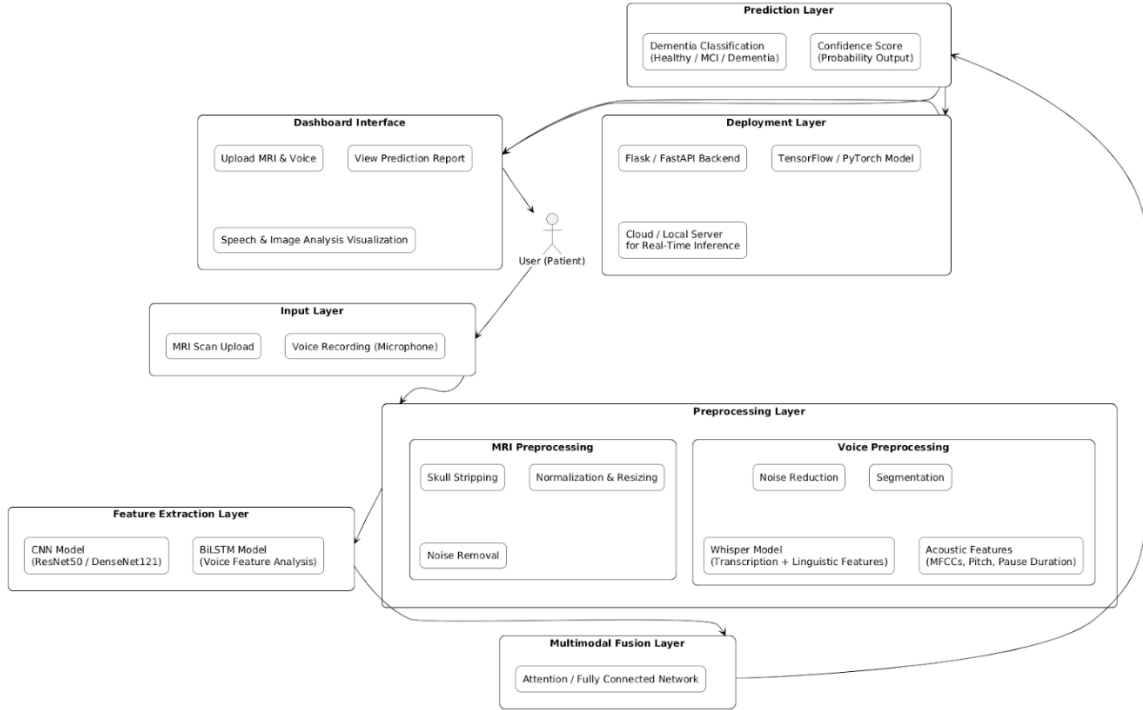 Prediction Layer
Dementia Classification
(Healthy / MCI / Dementia)
Confidence Score
(Probability Output)
Dashboard Interface
Upload MRI & Voice
View Prediction Report
Speech & Image Analysis Visualization
Deployment Layer
Flask / FastAPI Backend
TensorFlow / PyTorch Model
Cloud / Local Server
for Real-Time Inference
User (Patient)
Input Layer
MRI Scan Upload
Voice Recording (Microphone)
Preprocessing Layer
MRI Preprocessing
Skull Stripping
Normalization & Resizing
Noise Removal
Voice Preprocessing
Noise Reduction
Segmentation
Whisper Model
(Transcription + Linguistic Features)
Acoustic Features
(MFCCs, Pitch, Pause Duration)
Feature Extraction Layer
CNN Model
(ResNet50 / DenseNet121)
BiLSTM Model
(Voice Feature Analysis)
Multimodal Fusion Layer
Attention / Fully Connected Network